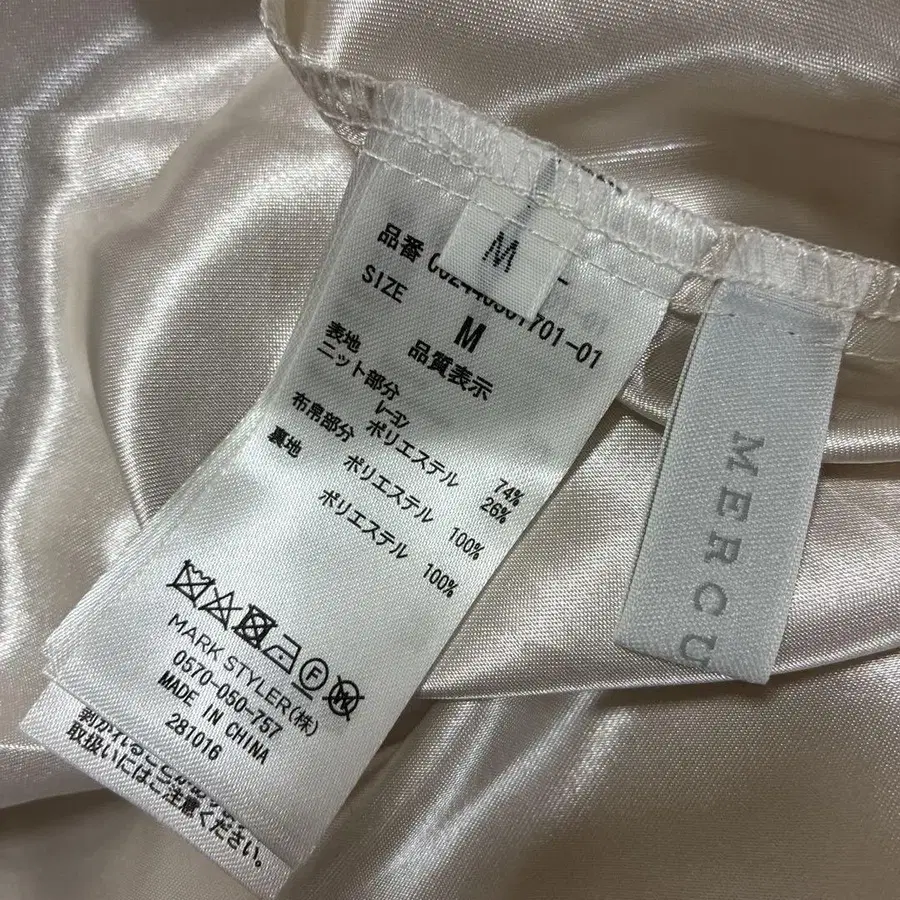 M
品番
701-01
SIZE M
品質表示
表地
ニット部分
レーヨン 74%
ポリエステル 26%
布帛部分 ポリエステル 100%
裏地 ポリエステル 100%
MARK STYLER(株)
0570-050-757
MADE IN CHINA
281016
取扱いにはご注意ください。
MERCU